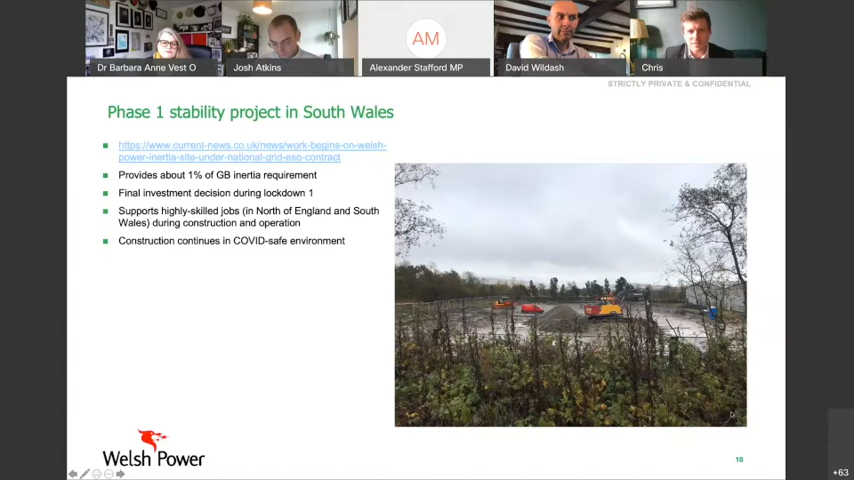 AM
Dr Barbara Anne Vest O
Josh Atkins
Alexander Stafford MP
David Wildash
Chris
STRICTLY PRIVATE & CONFIDENTIAL
Phase 1 stability project in South Wales
https://www.current-news.co.uk/news/work-begins-on-welsh-
power-inertia-site-under-national-grid-eso-contract
Provides about 1% of GB inertia requirement
Final investment decision during lockdown 1
Supports highly-skilled jobs (in North of England and South
Wales) during construction and operation
Construction continues in COVID-safe environment
Welsh Power
10
+63